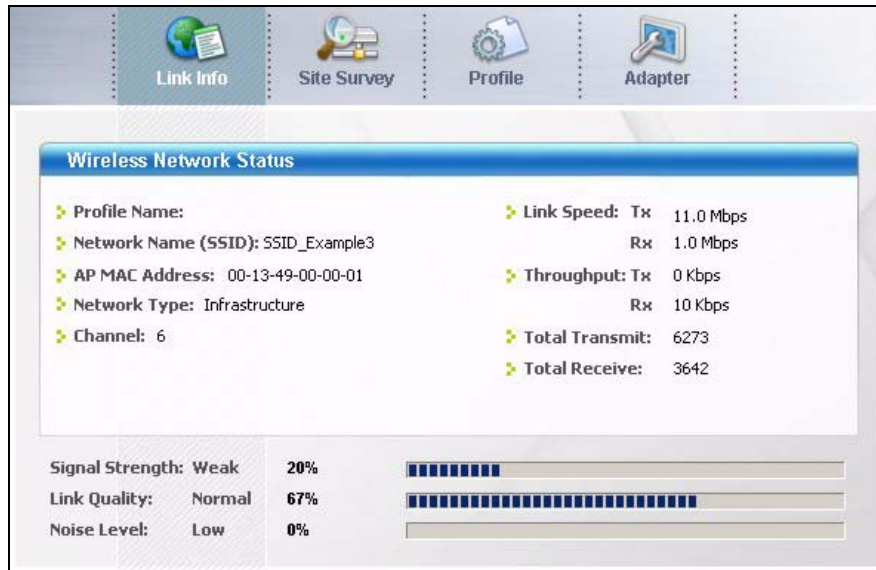 Link Info
Site Survey
Profile
Adapter
Wireless Network Status
Profile Name:
Network Name (SSID): SSID_Example3
AP MAC Address: 00-13-49-00-00-01
Network Type: Infrastructure
Channel: 6
Link Speed: Tx 11.0 Mbps
Rx 1.0 Mbps
Throughput: Tx 0 Kbps
Rx 10 Kbps
Total Transmit: 6273
Total Receive: 3642
Signal Strength: Weak 20%
Link Quality: Normal 67%
Noise Level: Low 0%